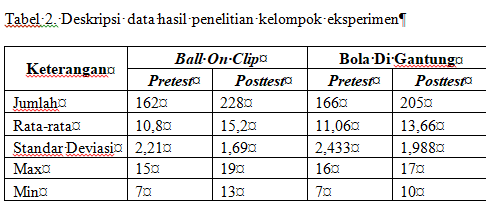 Tabel 2. Deskripsi data hasil penelitian kelompok eksperimen¶
Keterangan¤ Ball On Clip¤ Bola Di Gantung¤
Pretest¤ Posttest¤ Pretest¤ Posttest¤
Jumlah¤ 162¤ 228¤ 166¤ 205¤
Rata-rata¤ 10,8¤ 15,2¤ 11,06¤ 13,66¤
Standar Deviasi¤ 2,21¤ 1,69¤ 2,433¤ 1,988¤
Max¤ 15¤ 19¤ 16¤ 17¤
Min¤ 7¤ 13¤ 7¤ 10¤